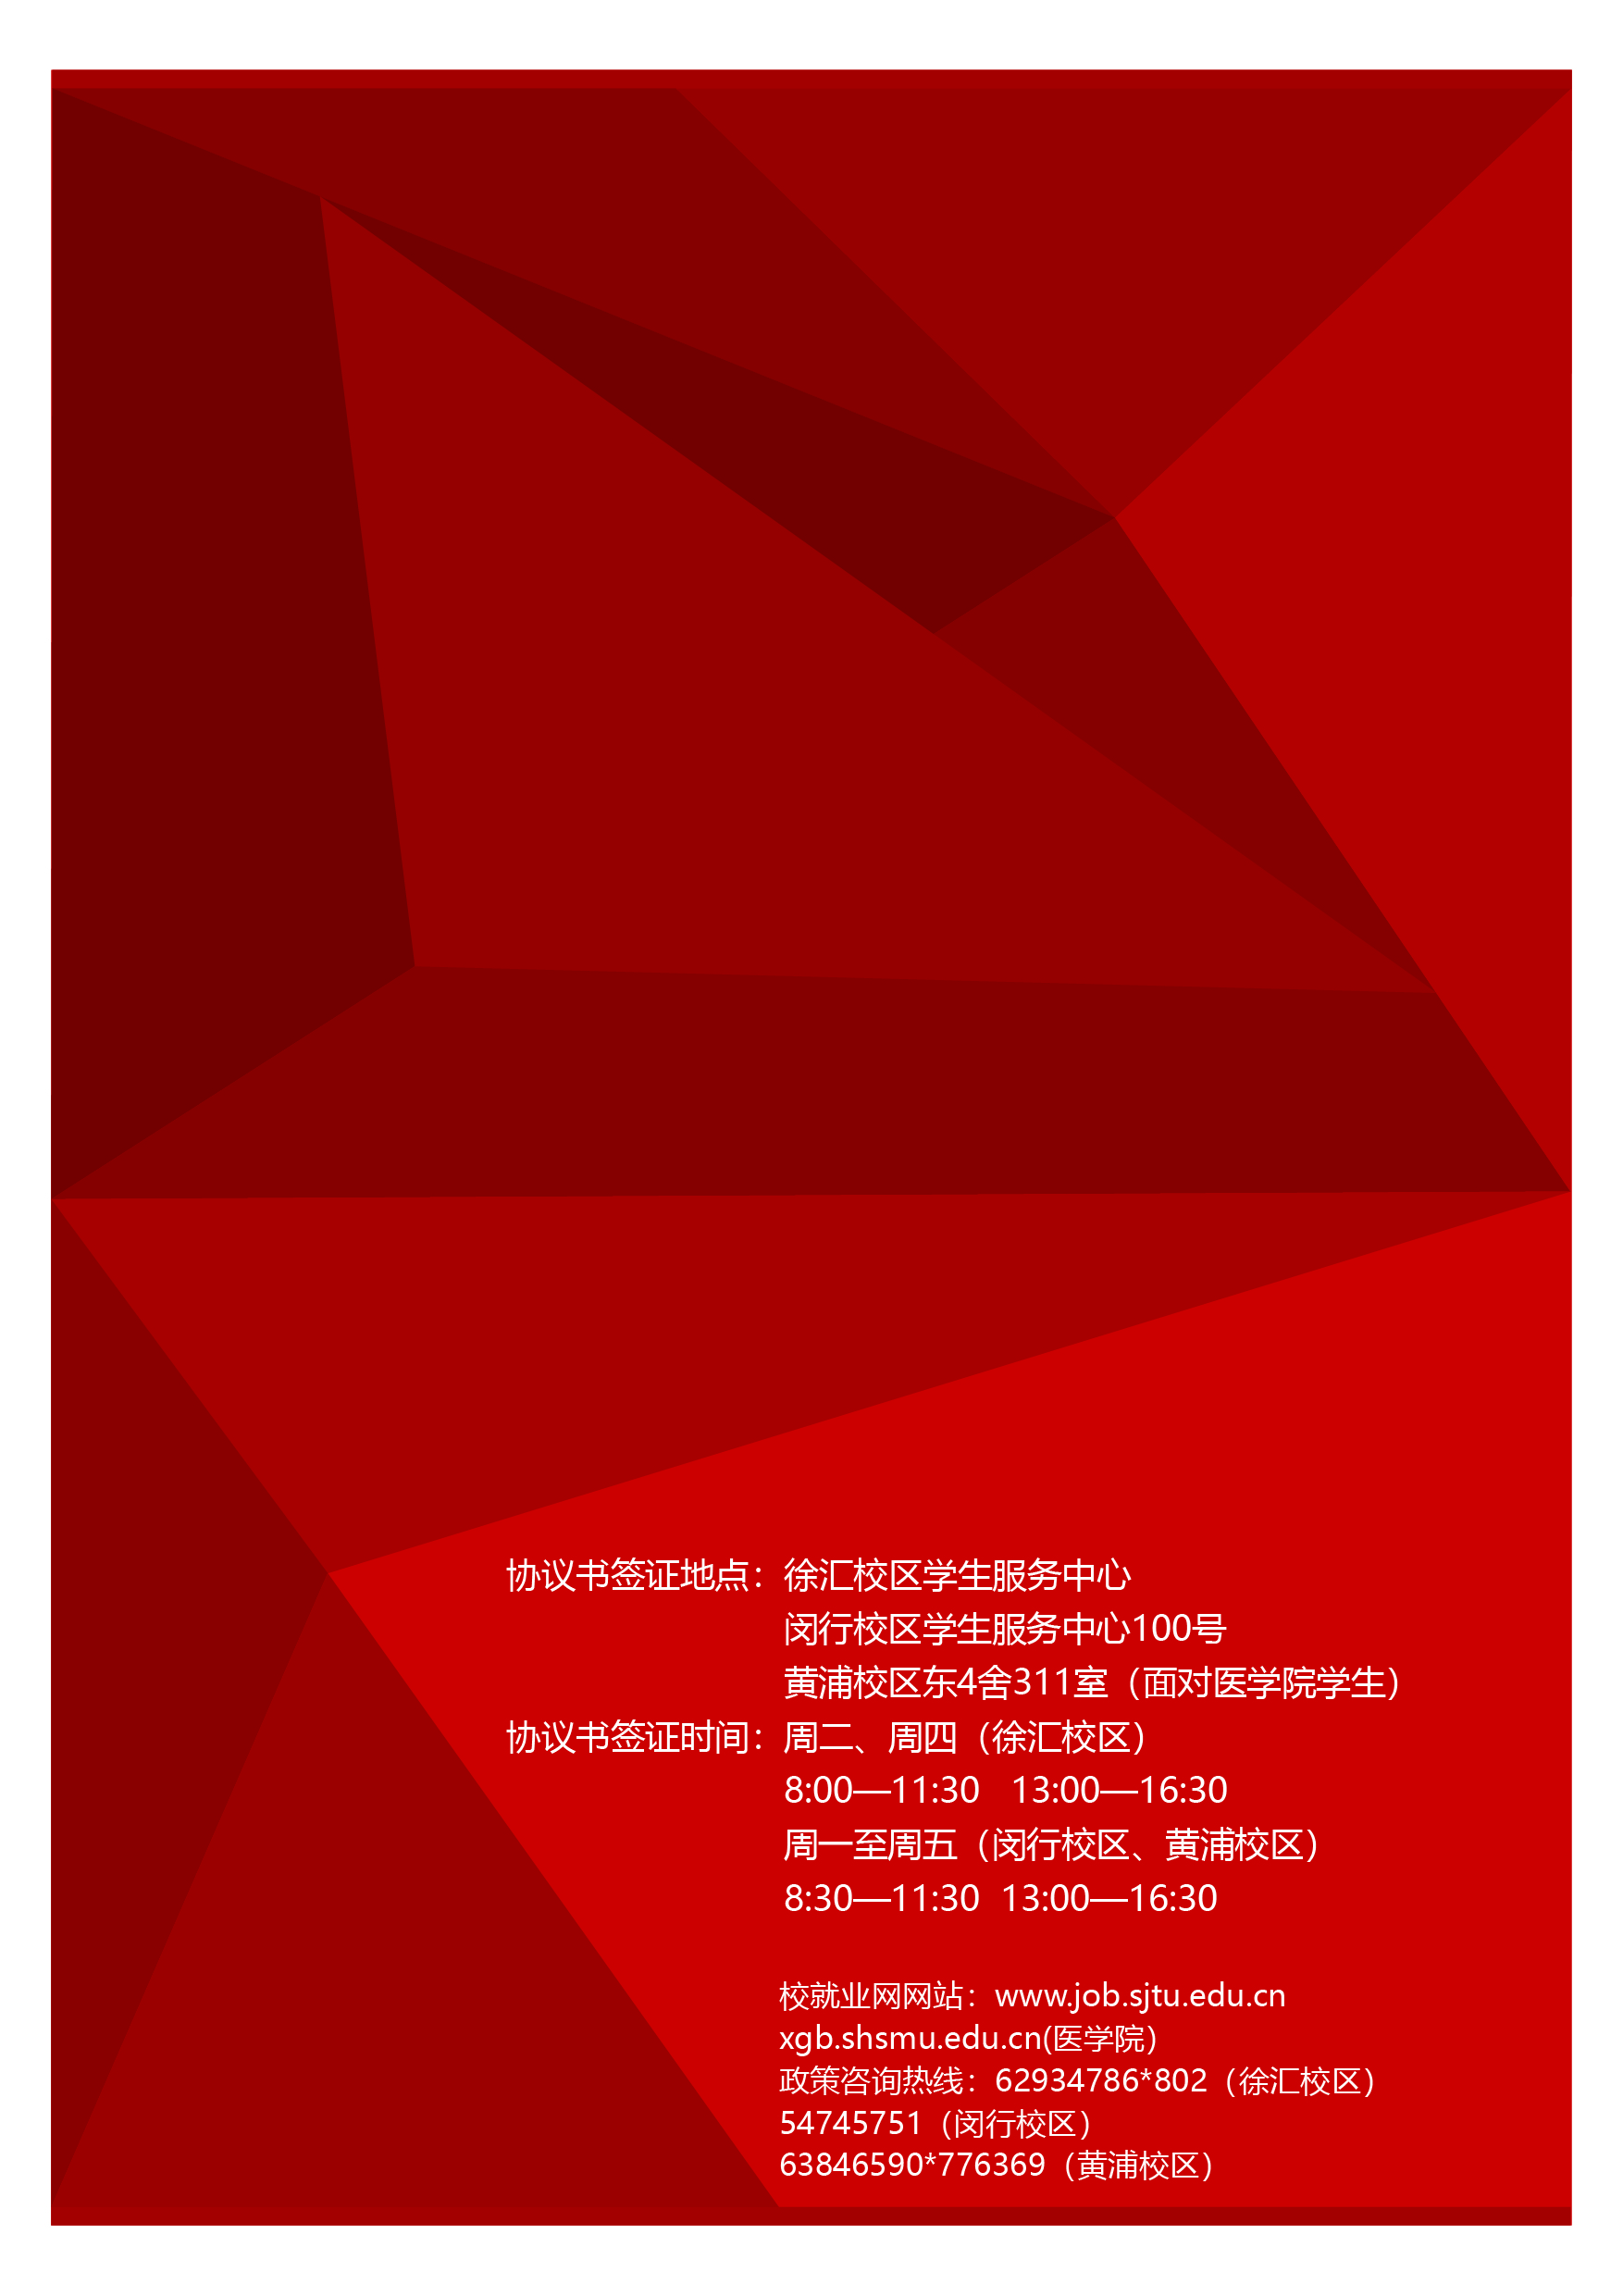 协议书签证地点：徐汇校区学生服务中心
闵行校区学生服务中心100号
黄浦校区东4舍311室（面对医学院学生）
协议书签证时间：周二、周四（徐汇校区）
8:00—11:30   13:00—16:30
周一至周五（闵行校区、黄浦校区）
8:30—11:30  13:00—16:30
校就业网网站：www.job.sjtu.edu.cn
xgb.shsmu.edu.cn(医学院)
政策咨询热线：62934786*802（徐汇校区）
54745751（闵行校区）
63846590*776369（黄浦校区）